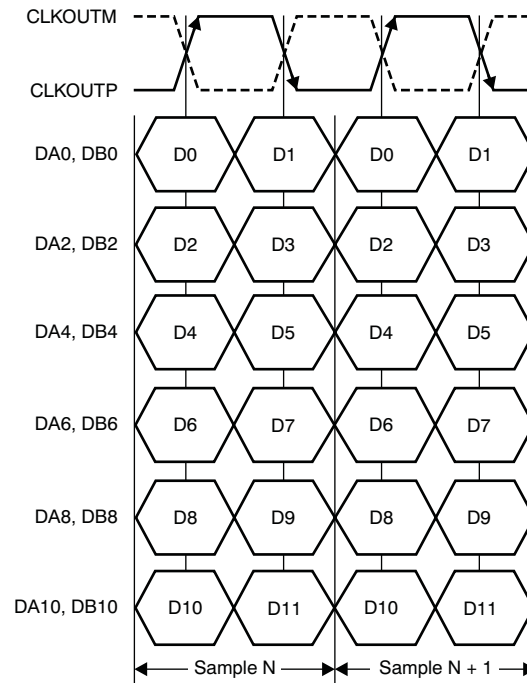 CLKOUTM
CLKOUTP
DA0, DB0 D0 D1 D0 D1
DA2, DB2 D2 D3 D2 D3
DA4, DB4 D4 D5 D4 D5
DA6, DB6 D6 D7 D6 D7
DA8, DB8 D8 D9 D8 D9
DA10, DB10 D10 D11 D10 D11
Sample N Sample N + 1